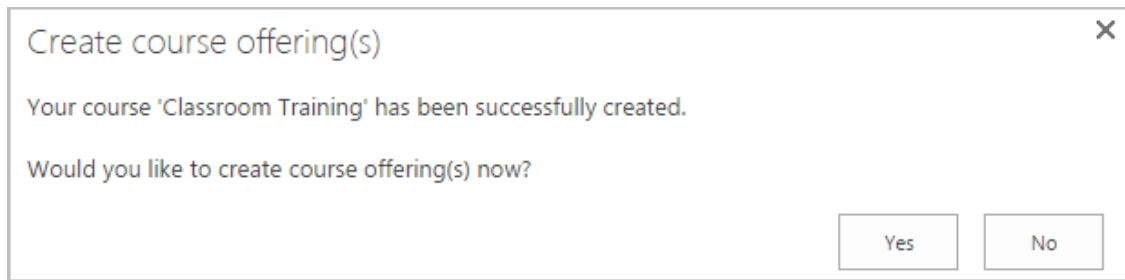 Create course offering(s)
Your course 'Classroom Training' has been successfully created.
Would you like to create course offering(s) now?
Yes
No